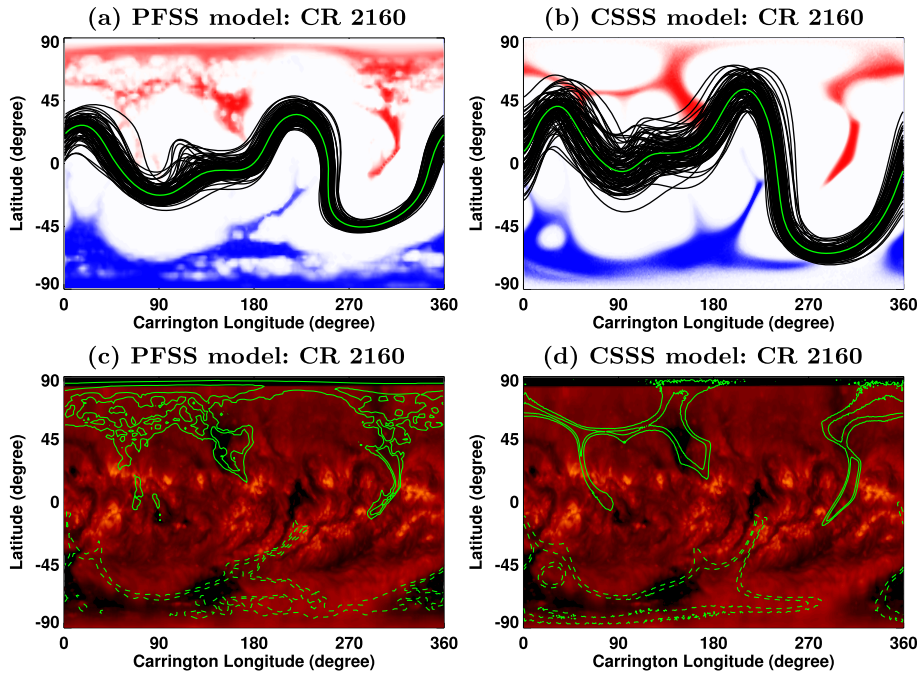 (a) PFSS model: CR 2160
(b) CSSS model: CR 2160
Latitude (degree)
90
45
0
-45
-90
0 90 180 270 360
Carrington Longitude (degree)
Latitude (degree)
90
45
0
-45
-90
0 90 180 270 360
Carrington Longitude (degree)
(c) PFSS model: CR 2160
(d) CSSS model: CR 2160
Latitude (degree)
90
45
0
-45
-90
0 90 180 270 360
Carrington Longitude (degree)
Latitude (degree)
90
45
0
-45
-90
0 90 180 270 360
Carrington Longitude (degree)